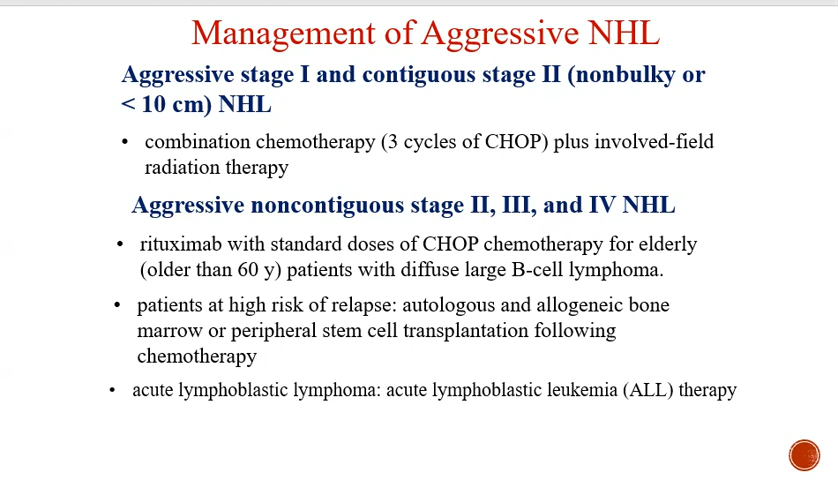 Management of Aggressive NHL
Aggressive stage I and contiguous stage II (nonbulky or
< 10 cm) NHL
• combination chemotherapy (3 cycles of CHOP) plus involved-field
radiation therapy
Aggressive noncontiguous stage II, III, and IV NHL
• rituximab with standard doses of CHOP chemotherapy for elderly
(older than 60 y) patients with diffuse large B-cell lymphoma.
• patients at high risk of relapse: autologous and allogeneic bone
marrow or peripheral stem cell transplantation following
chemotherapy
• acute lymphoblastic lymphoma: acute lymphoblastic leukemia (ALL) therapy